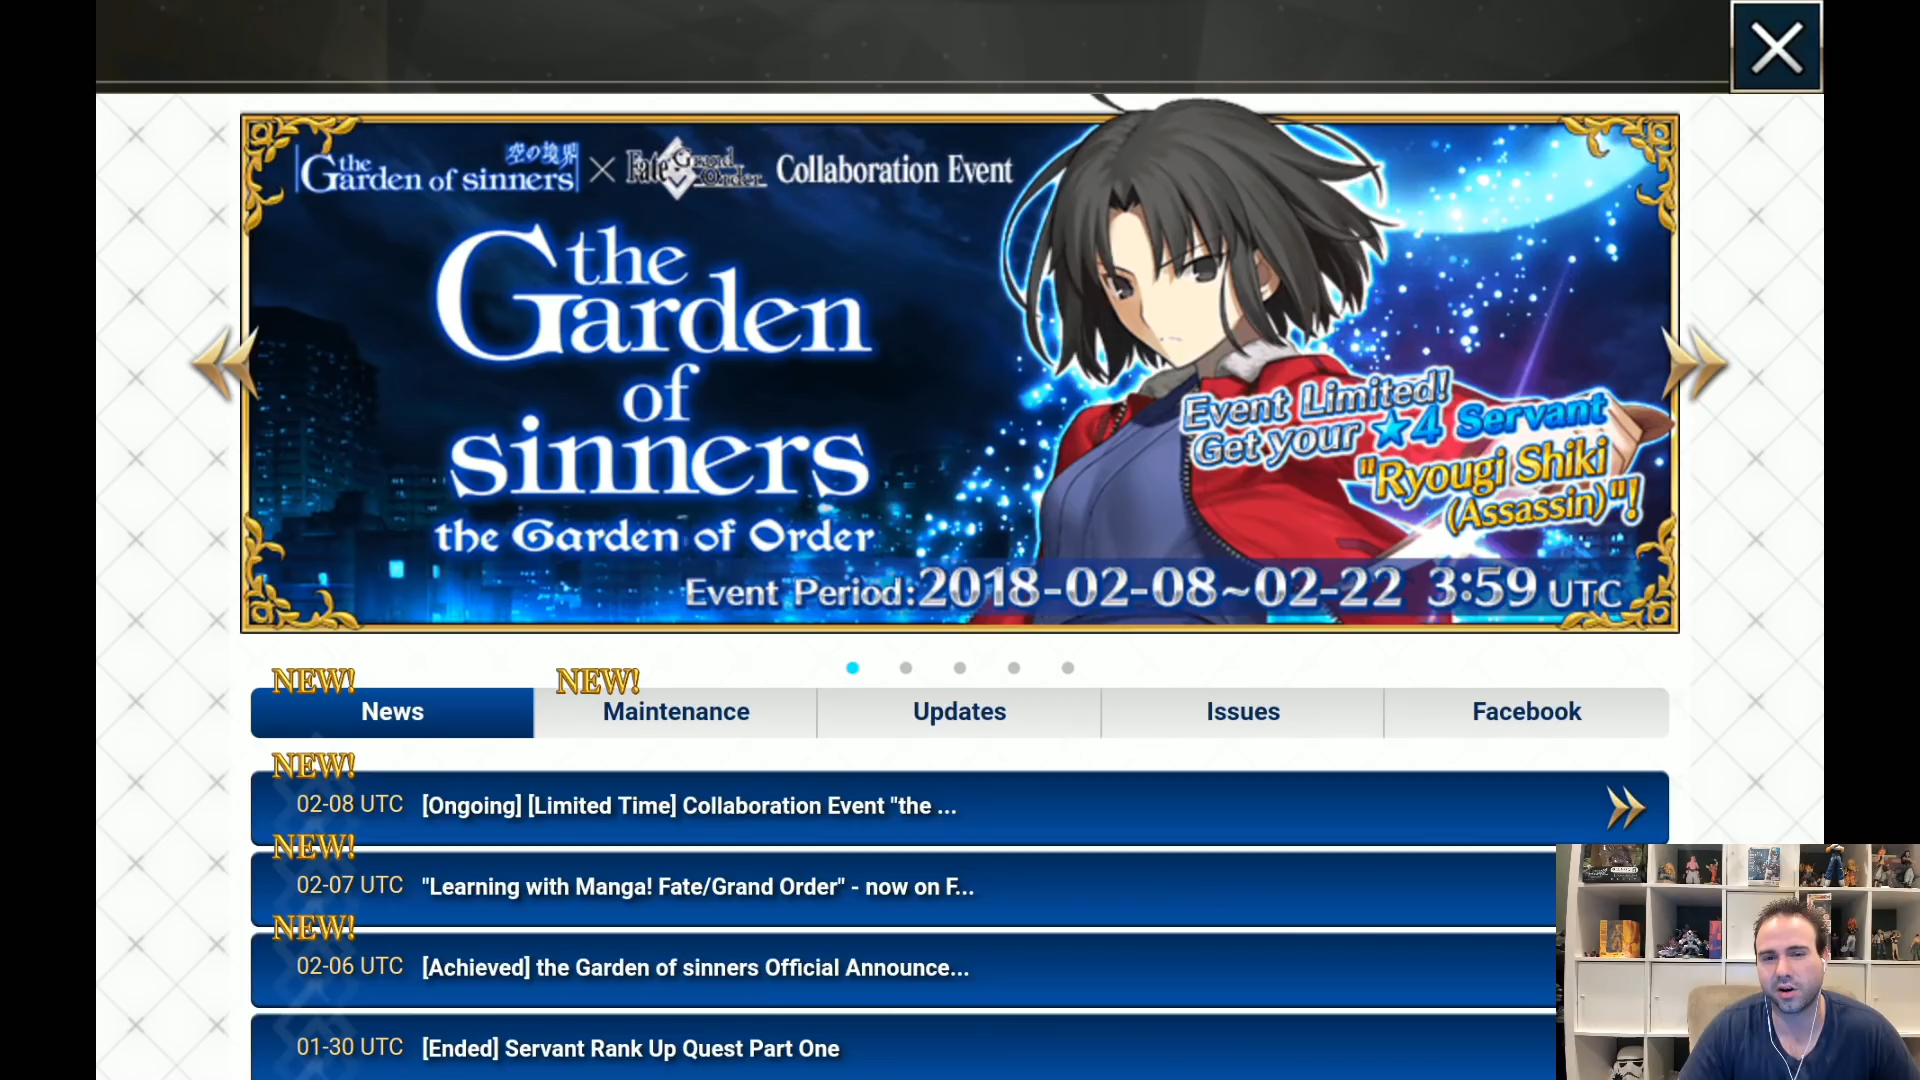 空の境界
the Garden of sinners × Fate Grand Order Collaboration Event
the
Garden
of
sinners
the Garden of Order
Event Limited!
Get your ★4 Servant
"Ryougi Shiki
(Assassin)"!
Event Period:2018-02-08~02-22 3:59 UTC
NEW! NEW!
News Maintenance Updates Issues Facebook
NEW!
02-08 UTC [Ongoing] [Limited Time] Collaboration Event "the ...
NEW!
02-07 UTC "Learning with Manga! Fate/Grand Order" - now on F...
NEW!
02-06 UTC [Achieved] the Garden of sinners Official Announce...
01-30 UTC [Ended] Servant Rank Up Quest Part One